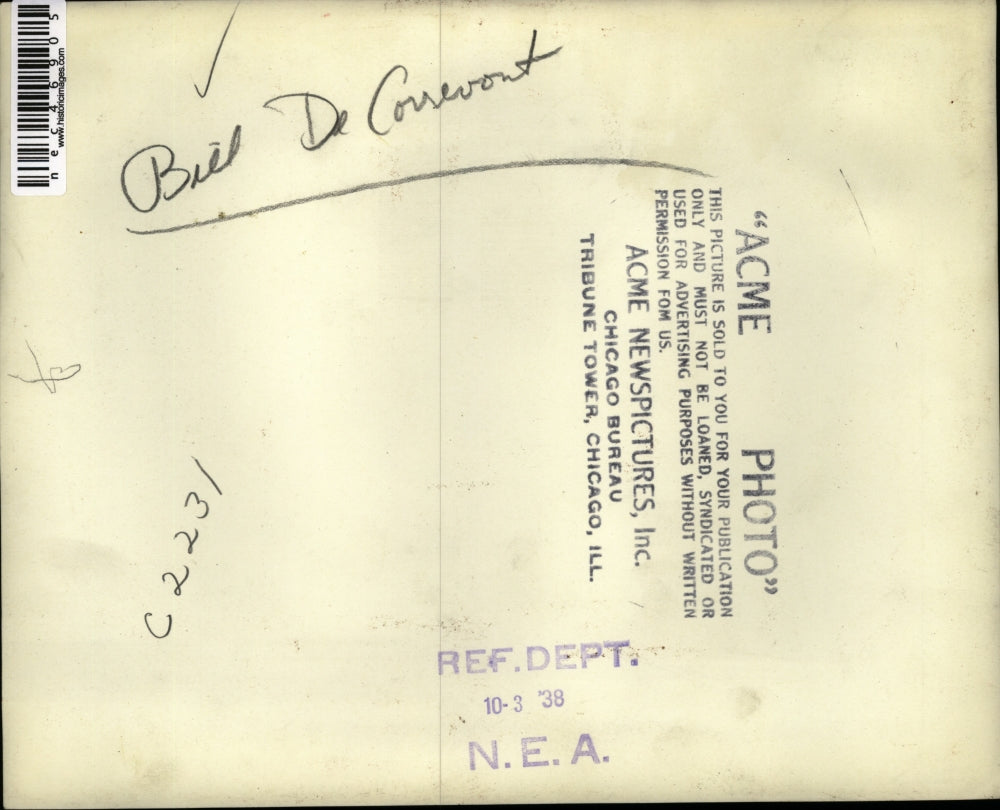 Bill De Correvont
"ACME PHOTO"
THIS PICTURE IS SOLD TO YOU FOR YOUR PUBLICATION
ONLY AND MUST NOT BE LOANED, SYNDICATED OR
USED FOR ADVERTISING PURPOSES WITHOUT WRITTEN
PERMISSION FOM US.
ACME NEWSPICTURES, Inc.
CHICAGO BUREAU
TRIBUNE TOWER, CHICAGO, ILL.
C 2231
REF.DEPT.
10-3 '38
N.E.A.
www.historicimages.com
nec46905